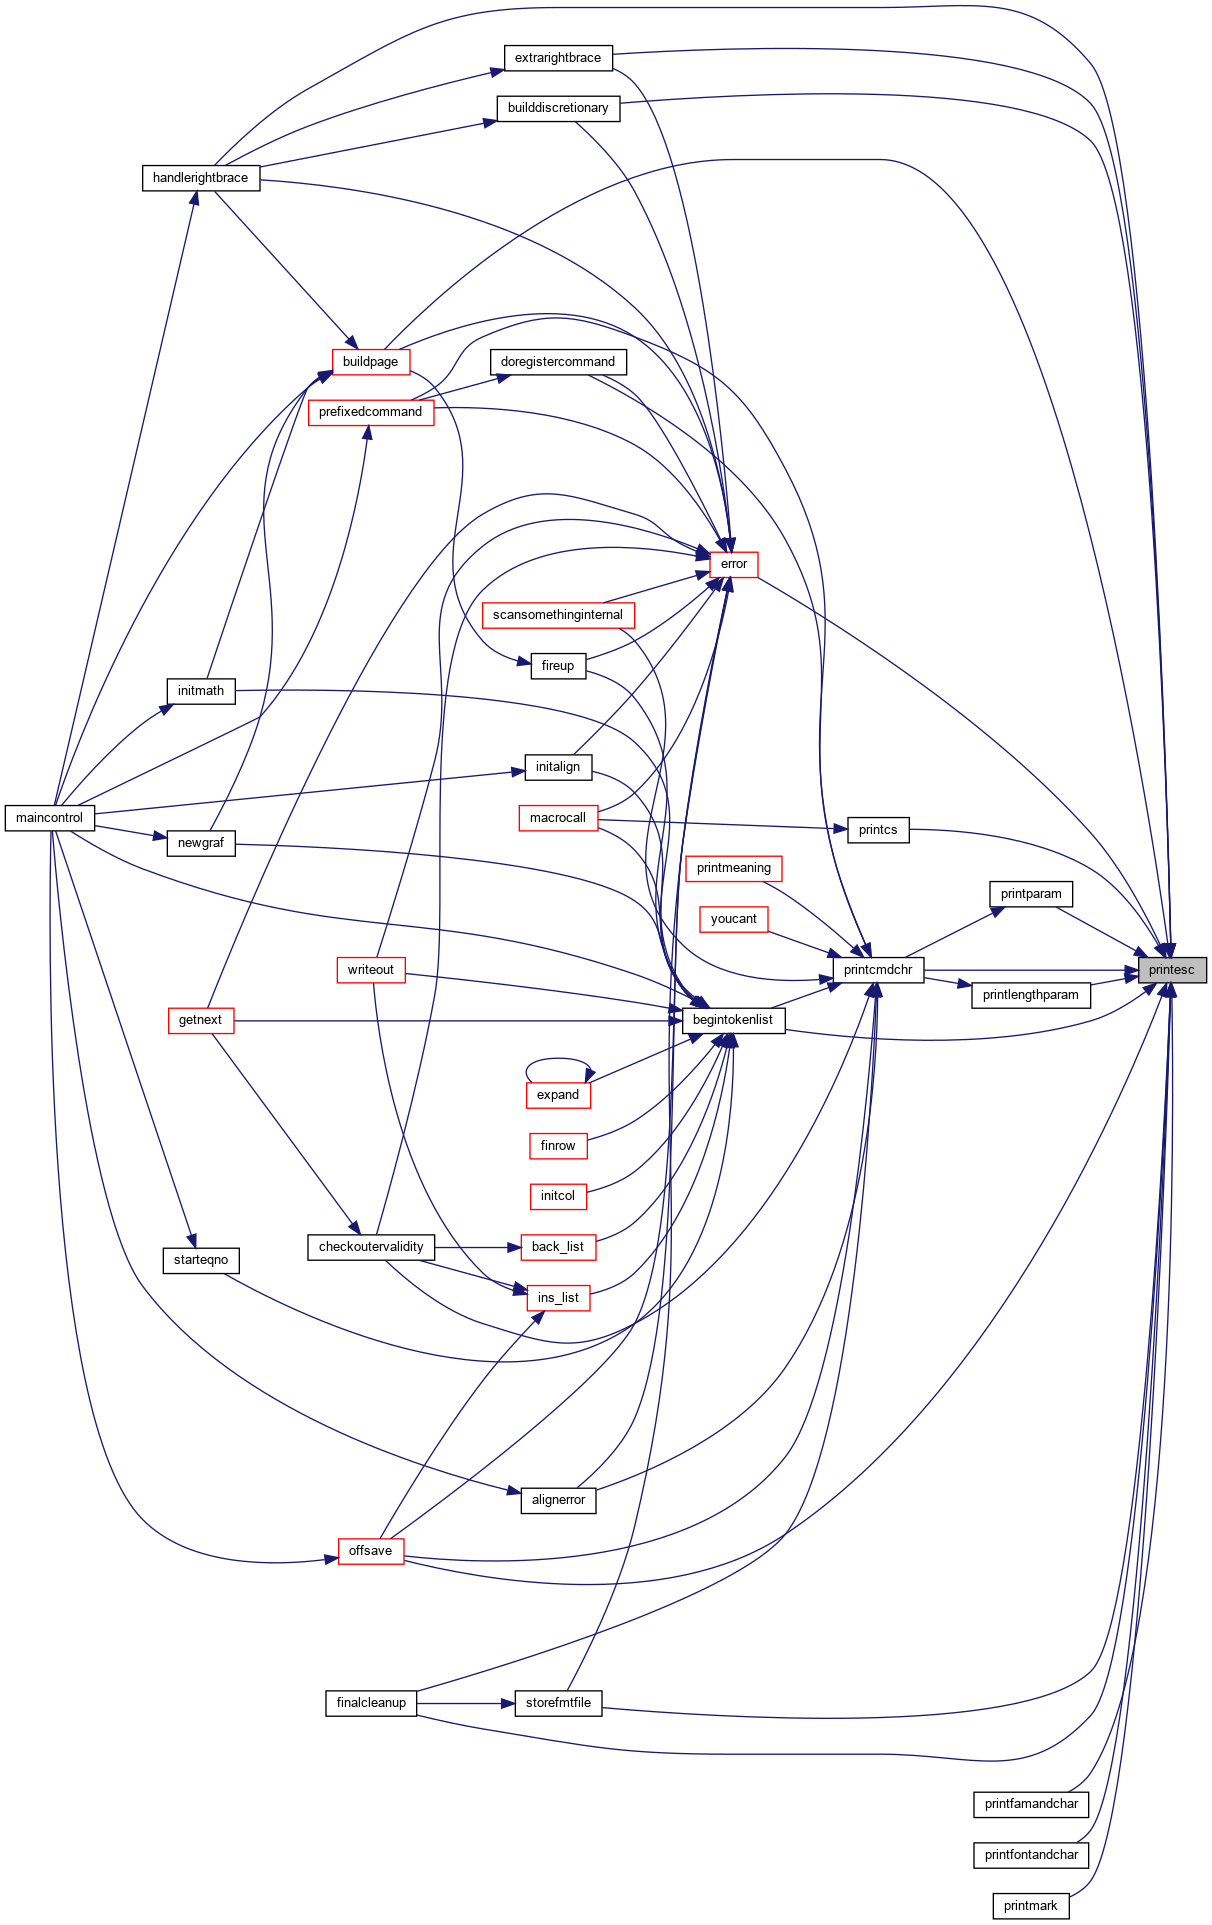 extrarightbrace
builddiscretionary
handlerightbrace
buildpage
doregistercommand
prefixedcommand
error
scansomethinginternal
fireup
initmath
initalign
maincontrol
macrocall
printcs
newgraf
printmeaning
printparam
youcant
writeout
printcmdchr
printesc
printlengthparam
getnext
begintokenlist
expand
finrow
initcol
checkoutervalidity
back_list
starteqno
ins_list
alignerror
offsave
finalcleanup
storefmtfile
printfamandchar
printfontandchar
printmark